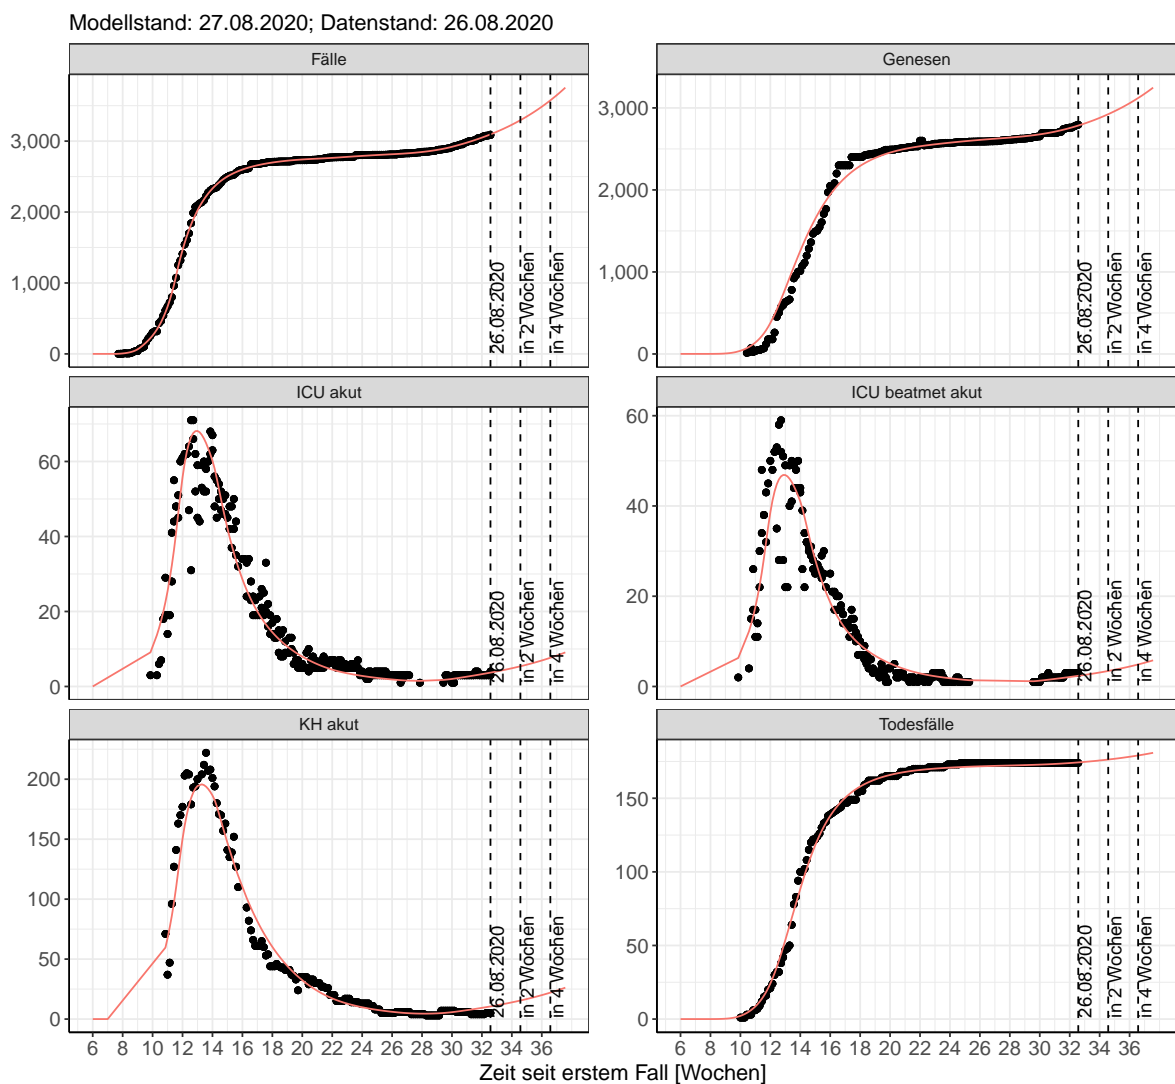 Modellstand: 27.08.2020; Datenstand: 26.08.2020
Fälle
Genesen
3,000
2,000
1,000
0
26.08.2020
in 2 Wochen
in 4 Wochen
3,000
2,000
1,000
0
26.08.2020
in 2 Wochen
in 4 Wochen
ICU akut
ICU beatmet akut
60
40
20
0
26.08.2020
in 2 Wochen
in 4 Wochen
60
40
20
0
26.08.2020
in 2 Wochen
in 4 Wochen
KH akut
Todesfälle
200
150
100
50
0
26.08.2020
in 2 Wochen
in 4 Wochen
150
100
50
0
26.08.2020
in 2 Wochen
in 4 Wochen
6 8 10 12 14 16 18 20 22 24 26 28 30 32 34 36
6 8 10 12 14 16 18 20 22 24 26 28 30 32 34 36
Zeit seit erstem Fall [Wochen]